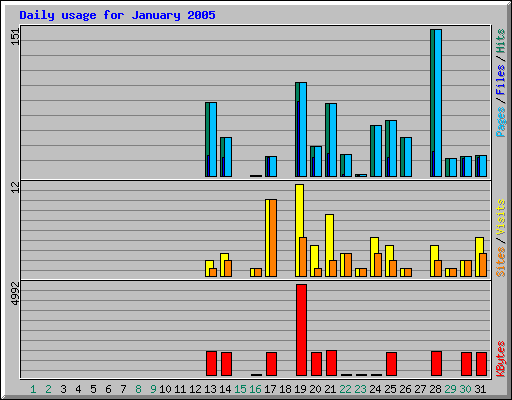 Daily usage for January 2005
151
Pages / Files / Hits
12
Sites / Visits
4992
KBytes
1 2 3 4 5 6 7 8 9 10 11 12 13 14 15 16 17 18 19 20 21 22 23 24 25 26 27 28 29 30 31